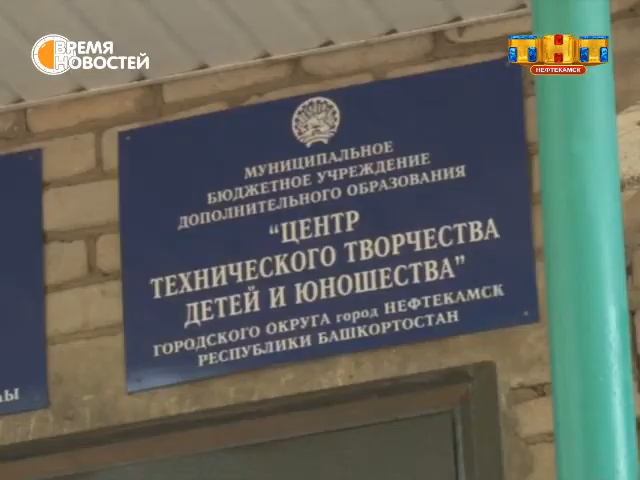 ВРЕМЯ
НОВОСТЕЙ
ТНТ
НЕФТЕКАМСК
МУНИЦИПАЛЬНОЕ
БЮДЖЕТНОЕ УЧРЕЖДЕНИЕ
ДОПОЛНИТЕЛЬНОГО ОБРАЗОВАНИЯ
“ЦЕНТР
ТЕХНИЧЕСКОГО ТВОРЧЕСТВА
ДЕТЕЙ И ЮНОШЕСТВА”
ГОРОДСКОГО ОКРУГА город НЕФТЕКАМСК
РЕСПУБЛИКИ БАШКОРТОСТАН